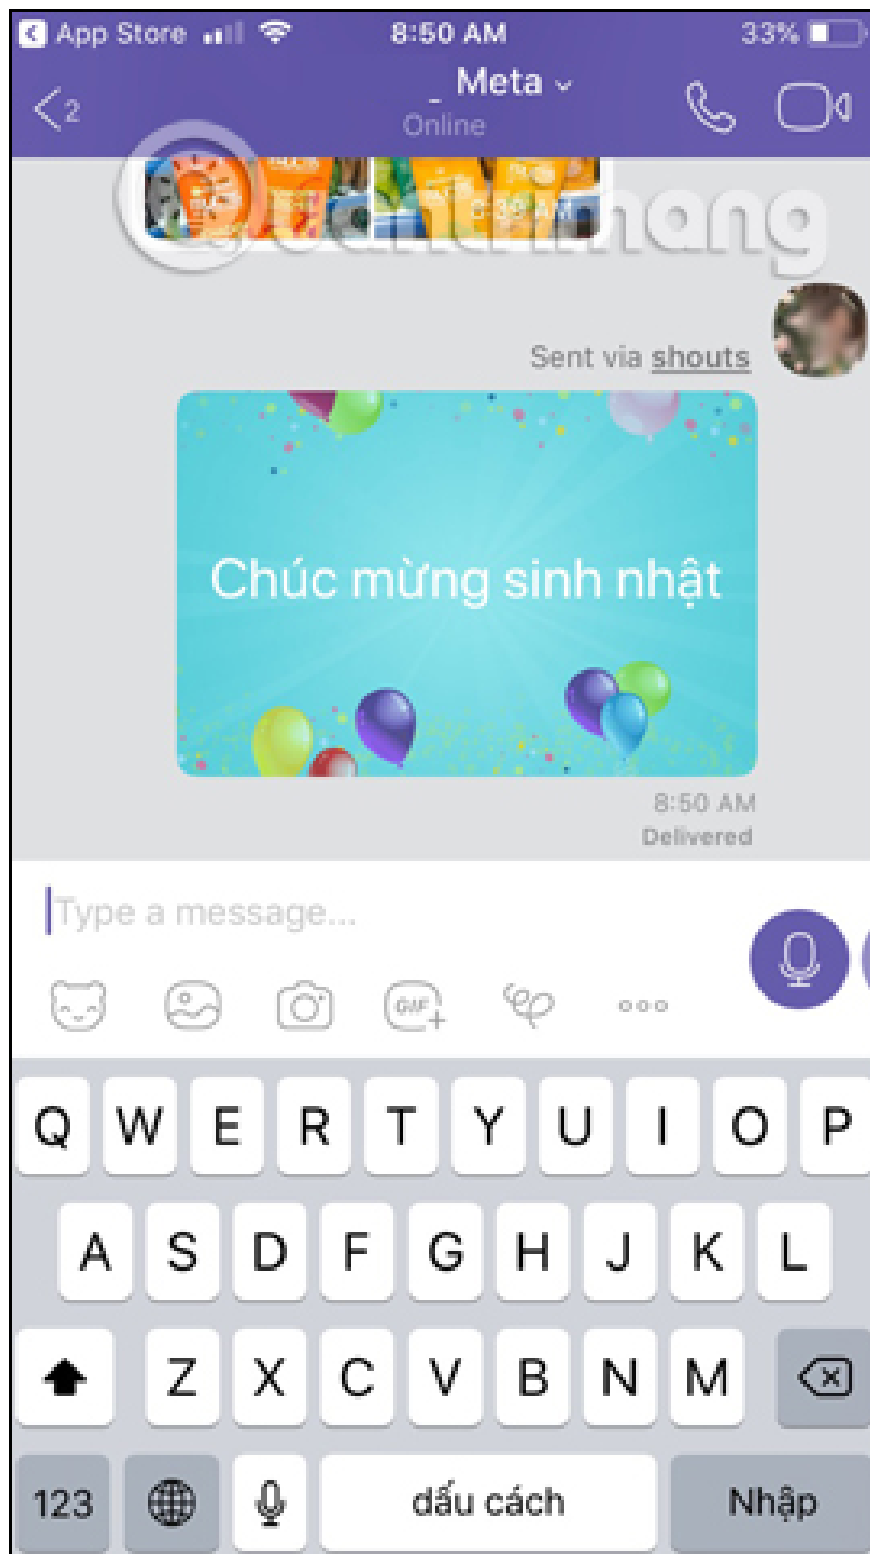 App Store 8:50 AM 33%
2 _ Meta
Online
uantrimang
Sent via shouts
Chúc mừng sinh nhật
8:50 AM
Delivered
Type a message...
GIF
Q W E R T Y U I O P
A S D F G H J K L
Z X C V B N M
123 dấu cách Nhập